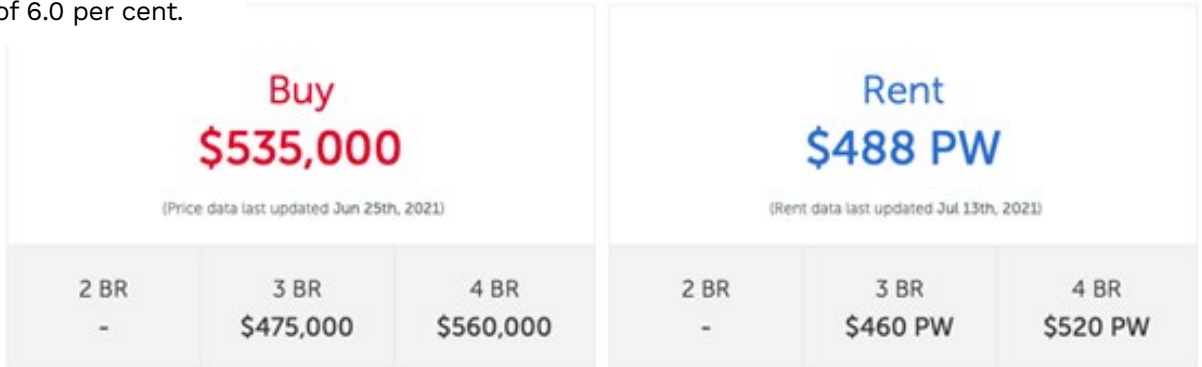 of 6.0 per cent.
Buy
$535,000
(Price data last updated Jun 25th, 2021)
2 BR
-
3 BR
$475,000
4 BR
$560,000
Rent
$488 PW
(Rent data last updated Jul 13th, 2021)
2 BR
-
3 BR
$460 PW
4 BR
$520 PW